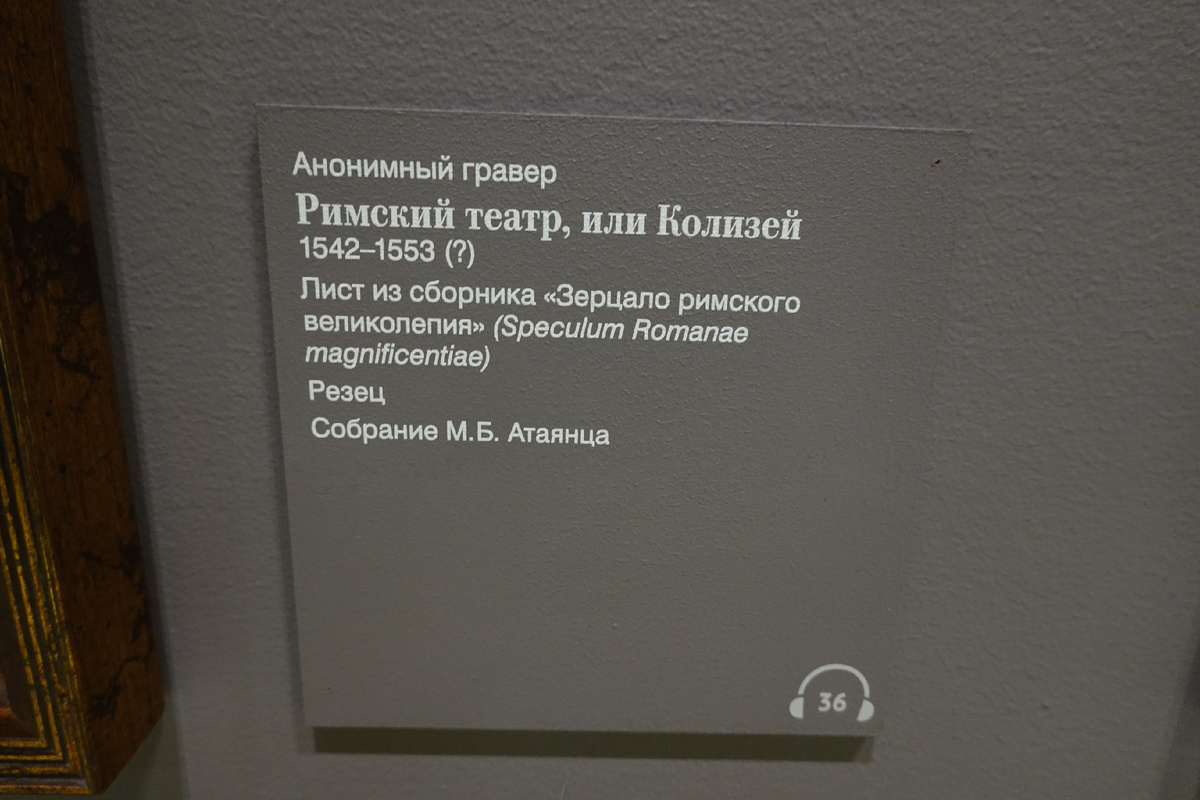 Анонимный гравер
Римский театр, или Колизей
1542–1553 (?)
Лист из сборника «Зерцало римского
великолепия» (Speculum Romanae
magnificentiae)
Резец
Собрание М.Б. Атаянца
36